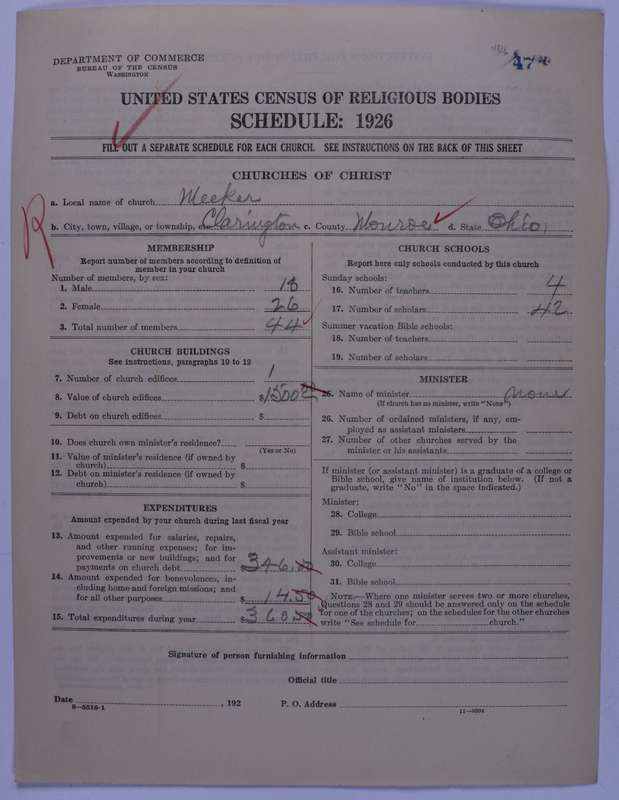 DEPARTMENT OF COMMERCE
BUREAU OF THE CENSUS
WASHINGTON
47
UNITED STATES CENSUS OF RELIGIOUS BODIES
SCHEDULE: 1926
FILL OUT A SEPARATE SCHEDULE FOR EACH CHURCH. SEE INSTRUCTIONS ON THE BACK OF THIS SHEET
CHURCHES OF CHRIST
R
a. Local name of church Meeker
b. City, town, village, or township, etc. Clarington c. County Monroe d. State Ohio
MEMBERSHIP
Report number of members according to definition of
member in your church
Number of members, by sex:
1. Male 18
2. Female 26
3. Total number of members 44
CHURCH BUILDINGS
See instructions, paragraphs 10 to 12
7. Number of church edifices 1
8. Value of church edifices $1500.00
9. Debt on church edifices $
10. Does church own minister's residence?
(Yes or No)
11. Value of minister's residence (if owned by
church) $
12. Debt on minister's residence (if owned by
church) $
EXPENDITURES
Amount expended by your church during last fiscal year
13. Amount expended for salaries, repairs,
and other running expenses; for im-
provements or new buildings; and for
payments on church debt $346.00
14. Amount expended for benevolences, in-
cluding home and foreign missions; and
for all other purposes $14.50
15. Total expenditures during year $360.50
CHURCH SCHOOLS
Report here only schools conducted by this church
Sunday schools:
16. Number of teachers 4
17. Number of scholars 42
Summer vacation Bible schools:
18. Number of teachers
19. Number of scholars
MINISTER
25. Name of minister none
(If church has no minister, write "None")
26. Number of ordained ministers, if any, em-
ployed as assistant ministers
27. Number of other churches served by the
minister or his assistants
If minister (or assistant minister) is a graduate of a college or
Bible school, give name of institution below. (If not a
graduate, write "No" in the space indicated.)
Minister:
28. College
29. Bible school
Assistant minister:
30. College
31. Bible school
NOTE.—Where one minister serves two or more churches,
Questions 28 and 29 should be answered only on the schedule
for one of the churches; on the schedules for the other churches
write "See schedule for church."
Signature of person furnishing information
Official title
Date , 192 P. O. Address
8—5518-1
11—9204